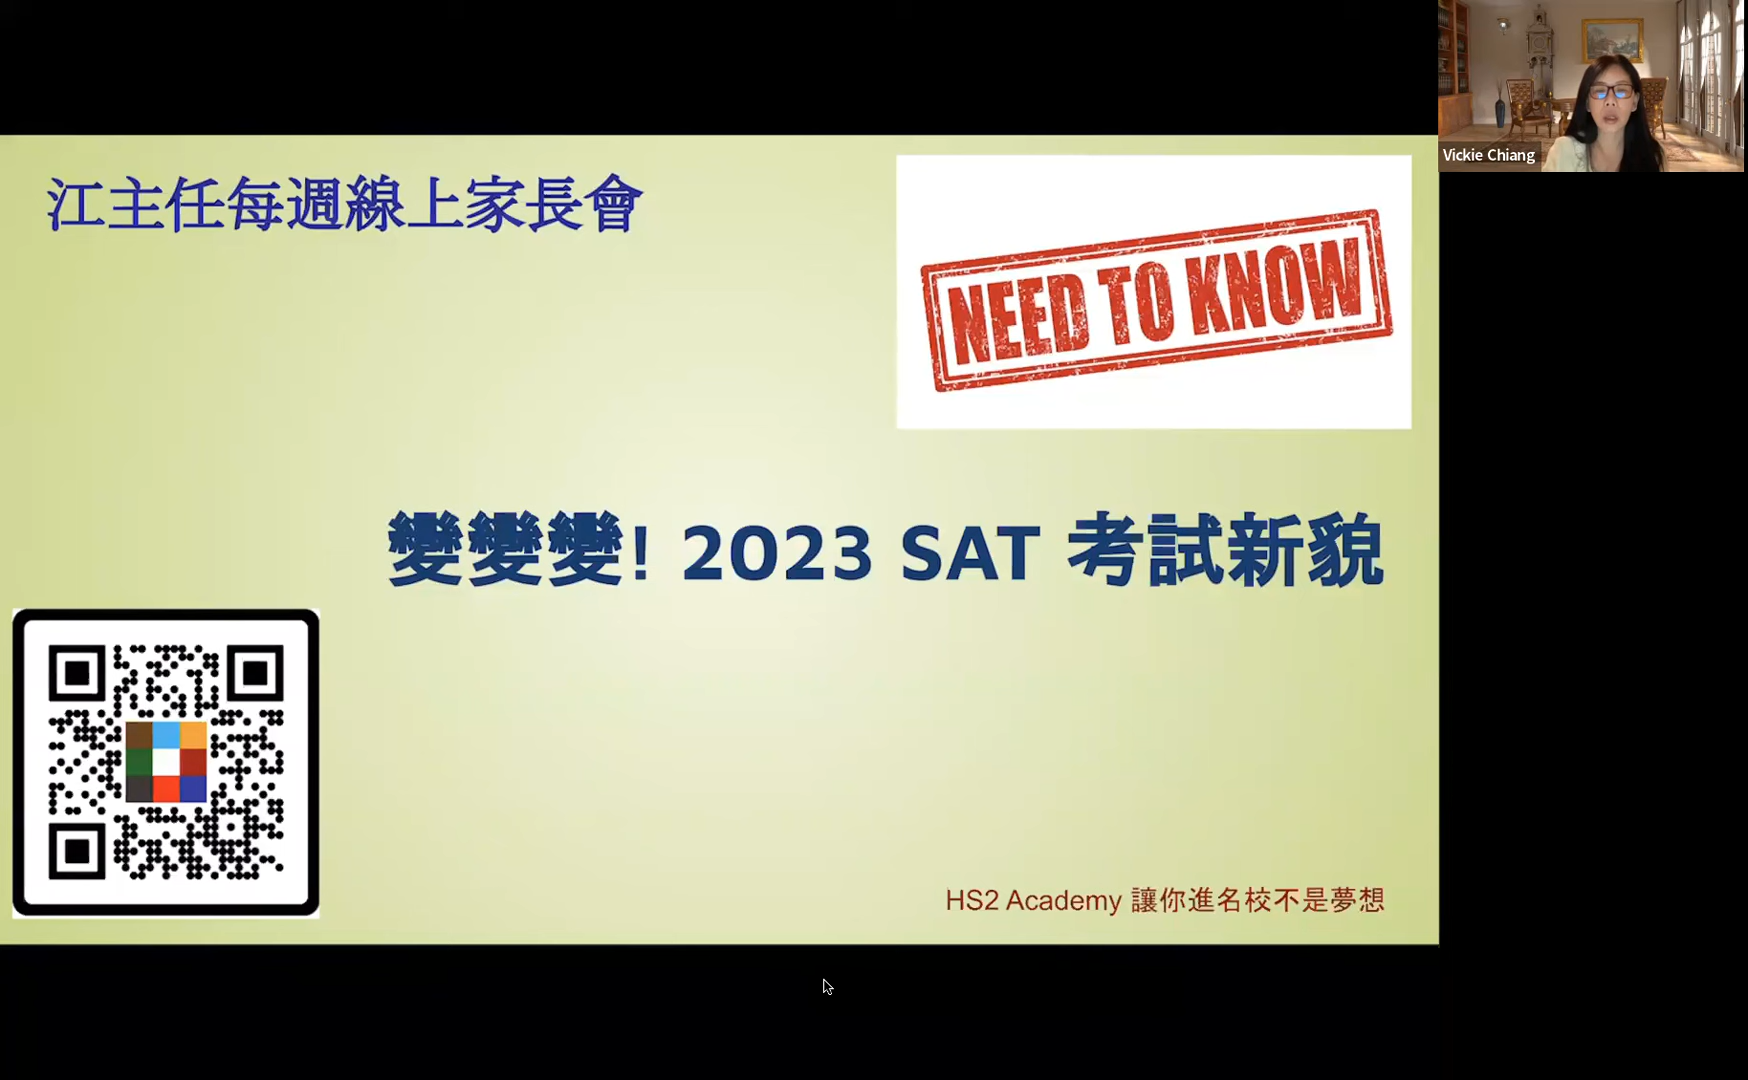 江主任每週線上家長會
NEED TO KNOW
Vickie Chiang
變變變! 2023 SAT 考試新貌
HS2 Academy 讓你進名校不是夢想